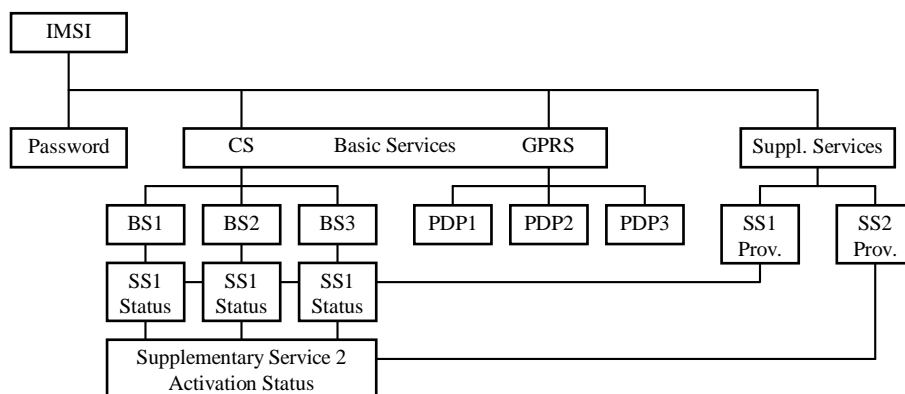 IMSI
Password
CS Basic Services GPRS
Suppl. Services
BS1
BS2
BS3
PDP1
PDP2
PDP3
SS1
Prov.
SS2
Prov.
SS1
Status
SS1
Status
SS1
Status
Supplementary Service 2
Activation Status